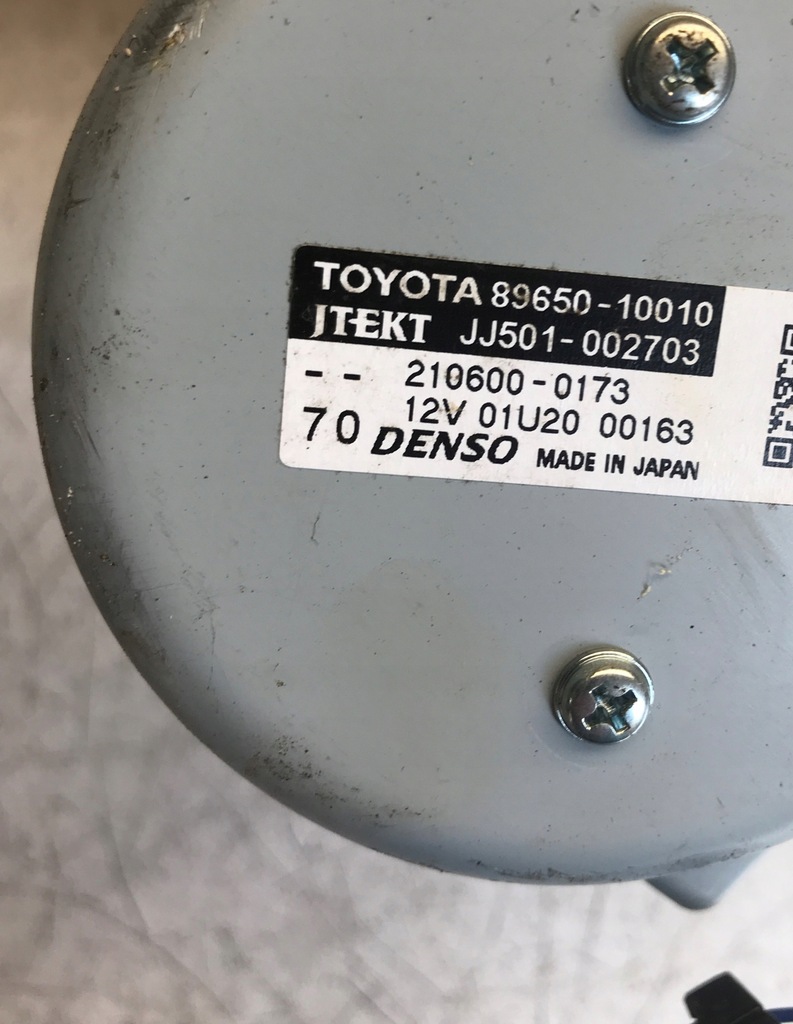 TOYOTA 89650-10010
JTEKT JJ501-002703
-- 210600-0173
12V 01U20 00163
70 DENSO MADE IN JAPAN